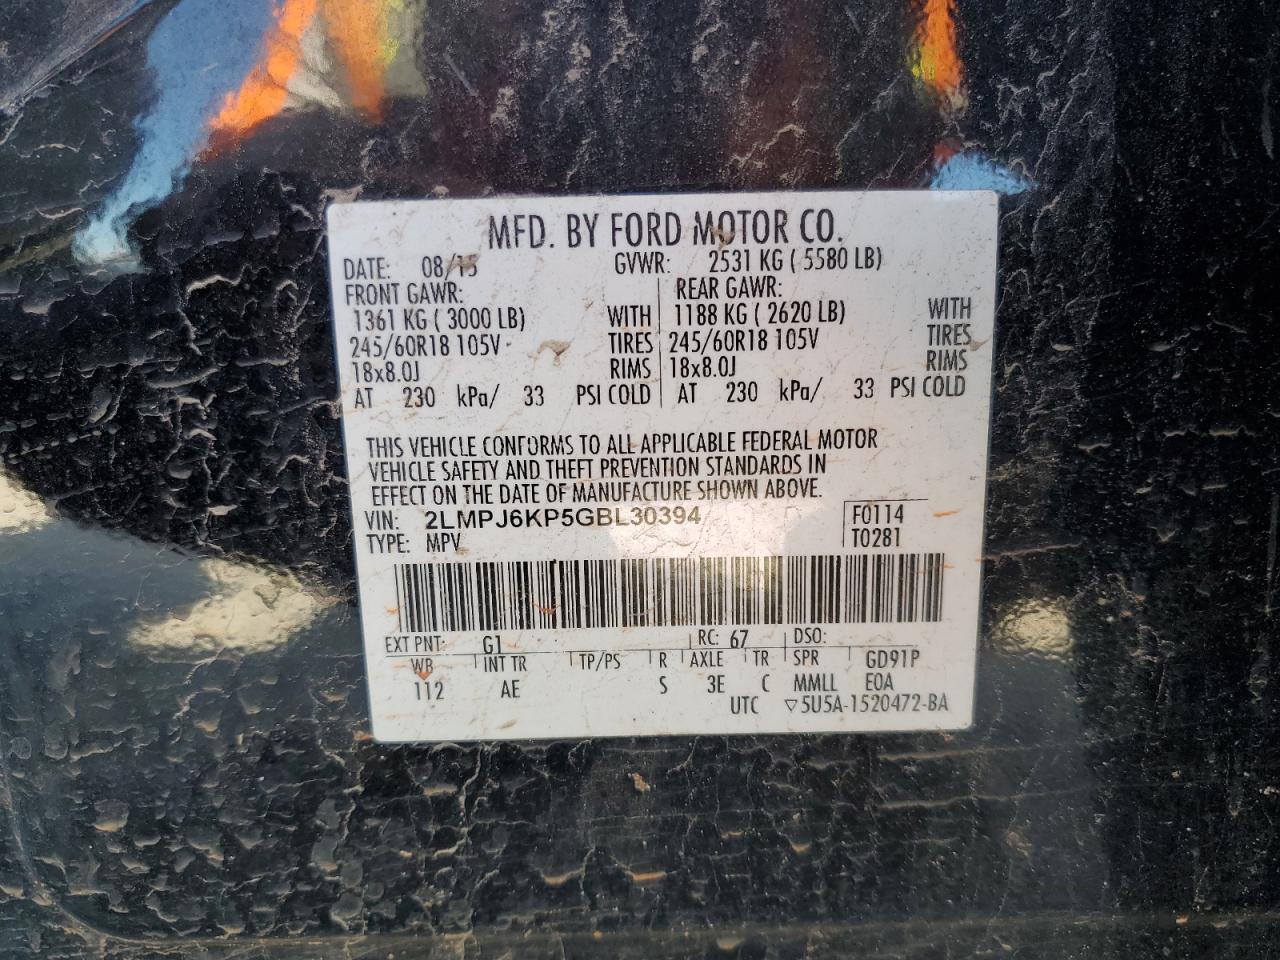 MFD. BY FORD MOTOR CO.
DATE: 08/15 GVWR: 2531 KG ( 5580 LB)
FRONT GAWR: REAR GAWR:
1361 KG ( 3000 LB) WITH 1188 KG ( 2620 LB) WITH
245/60R18 105V TIRES 245/60R18 105V TIRES
18x8.0J RIMS 18x8.0J RIMS
AT 230 kPa/ 33 PSI COLD AT 230 kPa/ 33 PSI COLD
THIS VEHICLE CONFORMS TO ALL APPLICABLE FEDERAL MOTOR
VEHICLE SAFETY AND THEFT PREVENTION STANDARDS IN
EFFECT ON THE DATE OF MANUFACTURE SHOWN ABOVE.
VIN: 2LMPJ6KP5GBL30394 F0114
TYPE: MPV T0281
EXT PNT: G1 RC: 67 DSO:
WB INT TR TP/PS R AXLE TR SPR GD91P
112 AE S 3E C MMLL E0A
UTC ▽5U5A-1520472-BA